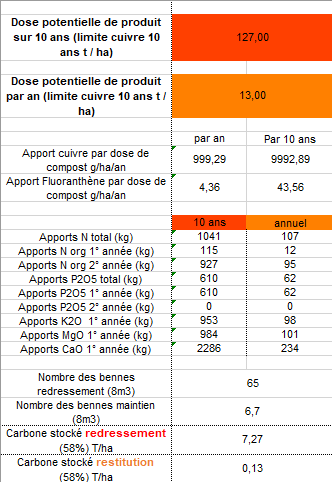 Dose potentielle de produit
sur 10 ans (limite cuivre 10
ans t / ha)
127,00
Dose potentielle de produit
par an (limite cuivre 10 ans t /
ha)
13,00
par an Par 10 ans
Apport cuivre par dose de
compost g/ha/an
999,29 9992,89
Apport Fluoranthène par dose de
compost g/ha/an
4,36 43,56
10 ans annuel
Apports N total (kg) 1041 107
Apports N org 1° année (kg) 115 12
Apports N org 2° année (kg) 927 95
Apports P2O5 total (kg) 610 62
Apports P2O5 1° année (kg) 610 62
Apports P2O5 2° année (kg) 0 0
Apports K2O 1° année (kg) 953 98
Apports MgO 1° année (kg) 984 101
Apports CaO 1° année (kg) 2286 234
Nombre des bennes
redressement (8m3)
65
Nombre des bennes maintien
(8m3)
6,7
Carbone stocké redressement
(58%) T/ha
7,27
Carbone stocké restitution
(58%) T/ha
0,13